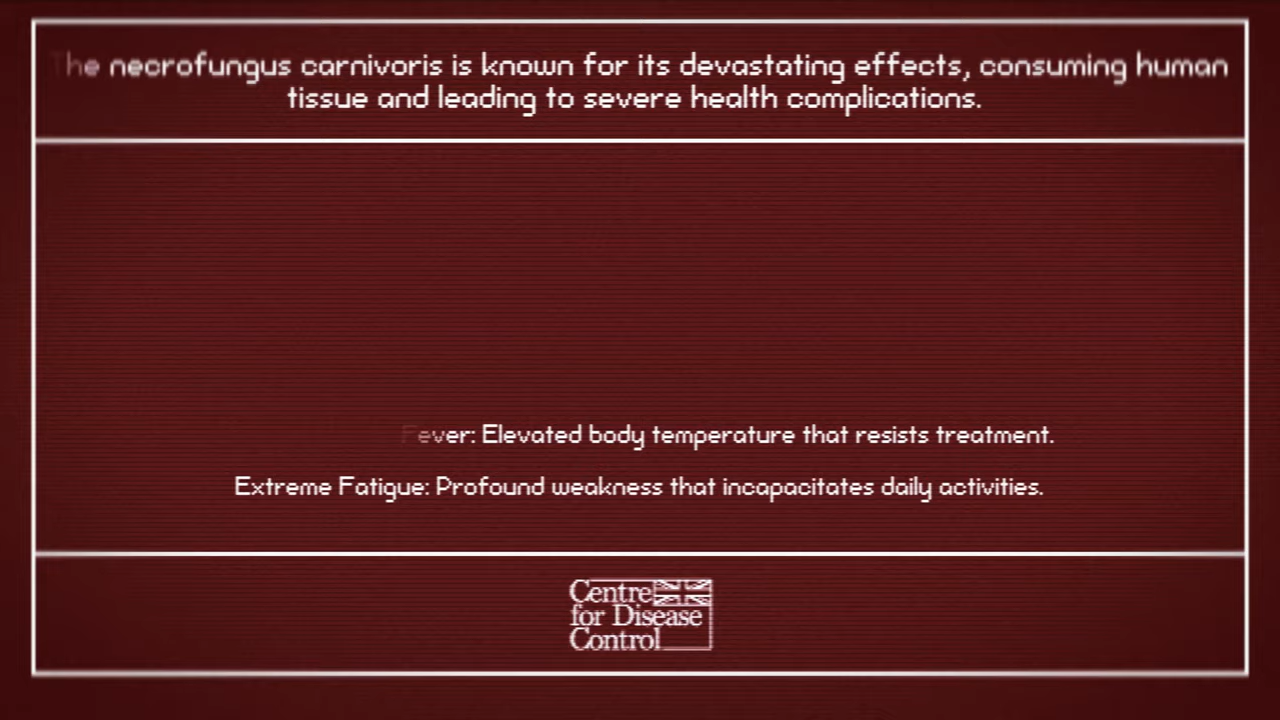 The necrofungus carnivoris is known for its devastating effects, consuming human
tissue and leading to severe health complications.
Fever: Elevated body temperature that resists treatment.
Extreme Fatigue: Profound weakness that incapacitates daily activities.
Centre
for Disease
Control